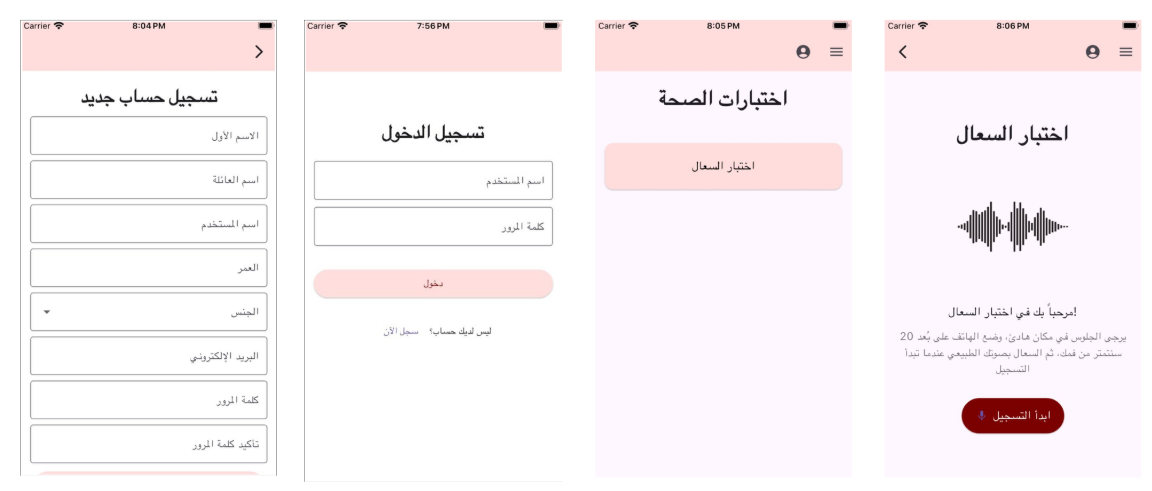 Carrier 8:04 PM
تسجيل حساب جديد
الاسم الأول
اسم العائلة
اسم المستخدم
العمر
الجنس
البريد الإلكتروني
كلمة المرور
تأكيد كلمة المرور
Carrier 7:56 PM
تسجيل الدخول
اسم المستخدم
كلمة المرور
دخول
ليس لديك حساب؟ سجل الآن
Carrier 8:05 PM
اختبارات الصحة
اختبار السعال
Carrier 8:06 PM
اختبار السعال
!مرحباً بك في اختبار السعال
يرجى الجلوس في مكان هادئ، وضع الهاتف على بُعد 20
سنتمتر من فمك، ثم السعال بصوتك الطبيعي عندما تبدأ
التسجيل
ابدأ التسجيل